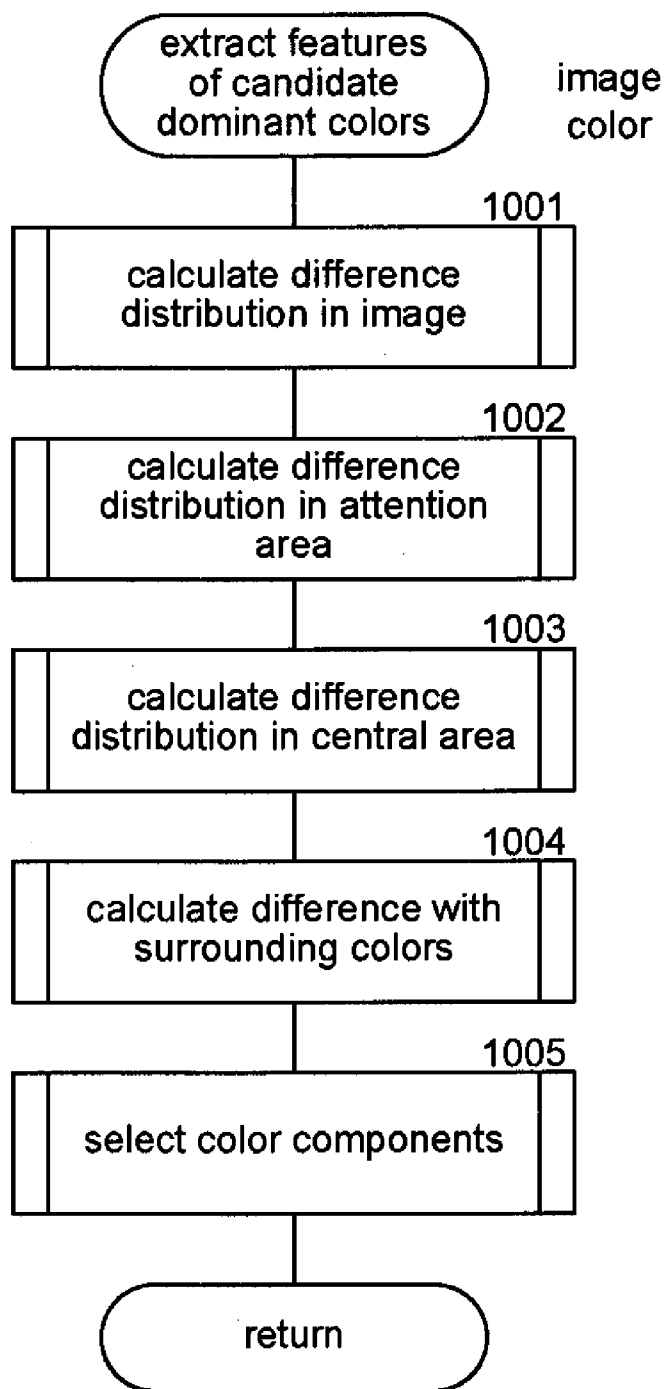 extract features
of candidate
dominant colors
image
color
1001
calculate difference
distribution in image
1002
calculate difference
distribution in attention
area
1003
calculate difference
distribution in central area
1004
calculate difference with
surrounding colors
1005
select color components
return